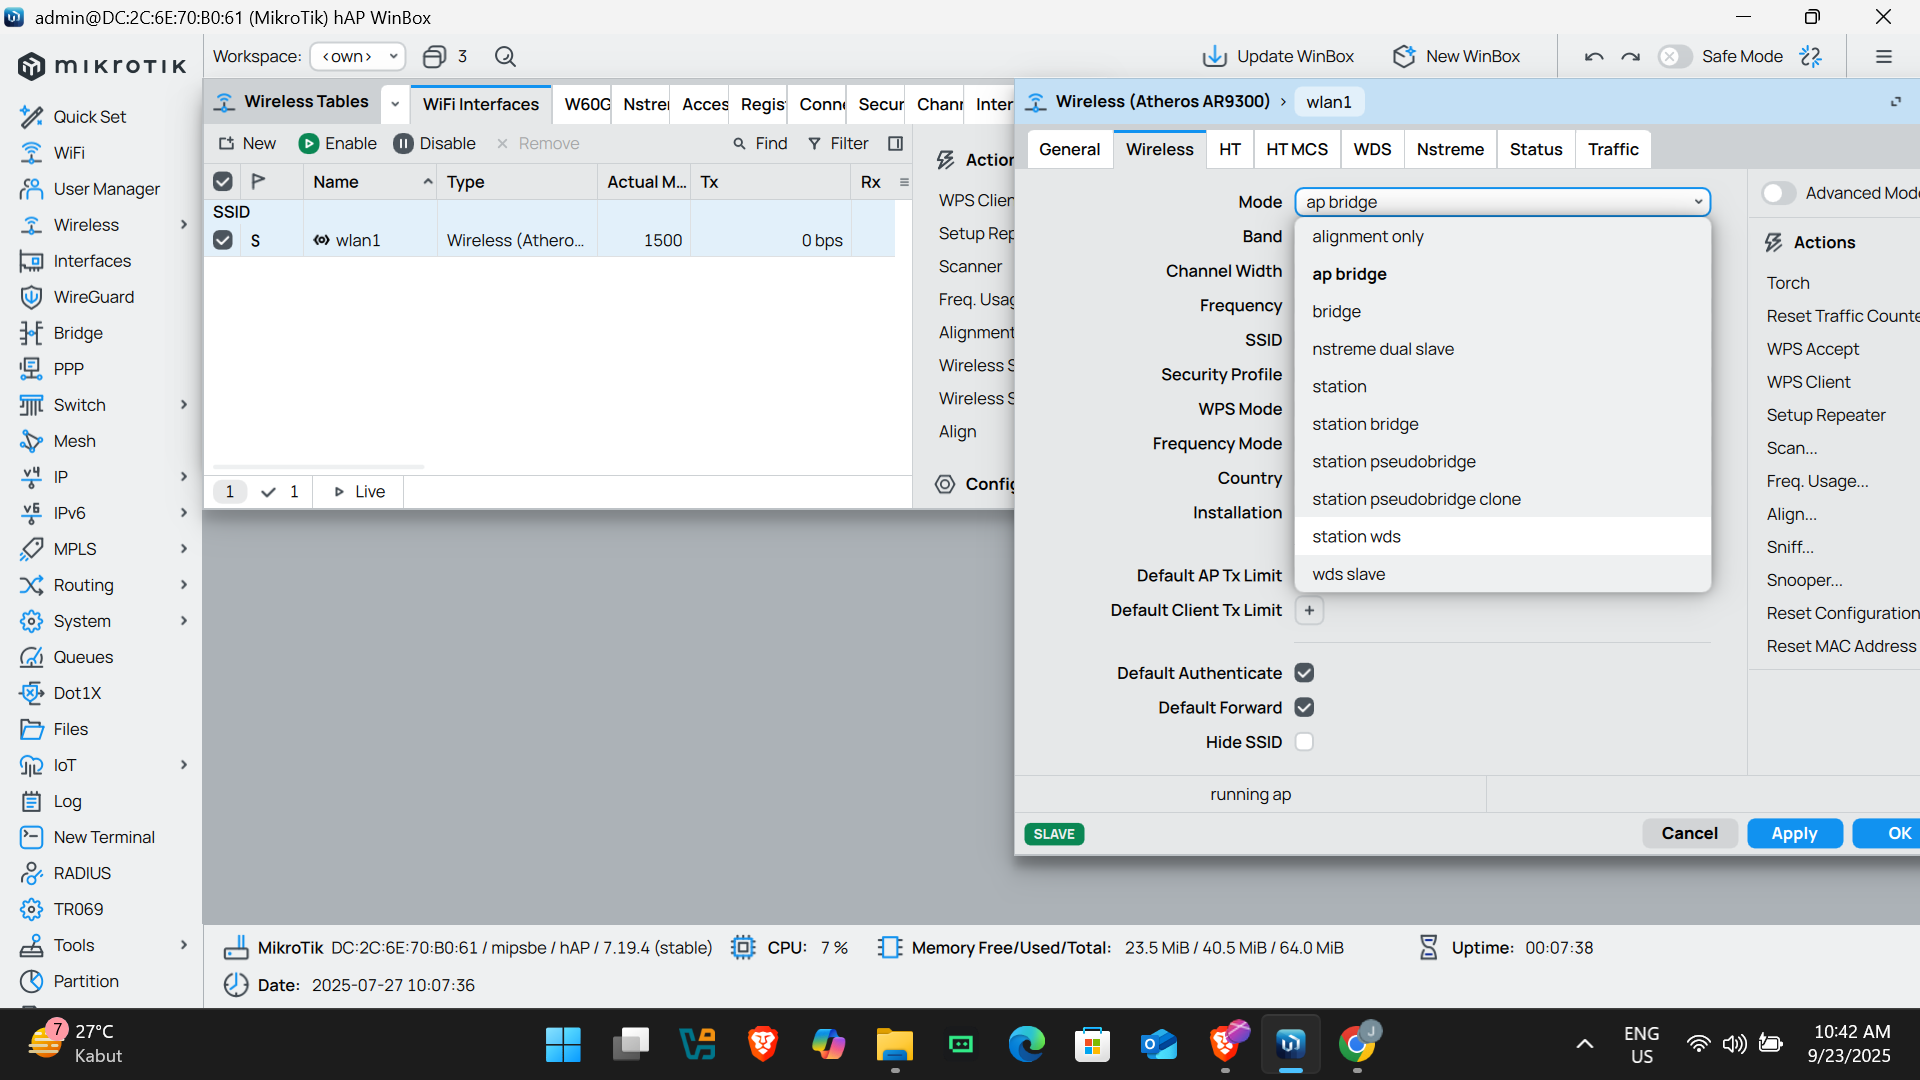 admin@DC:2C:6E:70:B0:61 (MikroTik) hAP WinBox
MikroTik
Workspace: <own> 3
Update WinBox
New WinBox
Safe Mode
Quick Set
WiFi
User Manager
Wireless
Interfaces
WireGuard
Bridge
PPP
Switch
Mesh
IP
IPv6
MPLS
Routing
System
Queues
Dot1X
Files
IoT
Log
New Terminal
RADIUS
TR069
Tools
Partition
Wireless Tables
WiFi Interfaces W60G Nstre Acces Regis Conn Secur Chan Inter
New Enable Disable Remove Find Filter
Name Type Actual M... Tx Rx
SSID
S wlan1 Wireless (Athero... 1500 0 bps
1 1 Live
Action
WPS Clien
Setup Rep
Scanner
Freq. Usag
Alignment
Wireless S
Wireless S
Align
Config
Wireless (Atheros AR9300) › wlan1
General Wireless HT HT MCS WDS Nstreme Status Traffic
Mode ap bridge
Band
Channel Width
Frequency
SSID
Security Profile
WPS Mode
Frequency Mode
Country
Installation
Default AP Tx Limit
Default Client Tx Limit +
Default Authenticate
Default Forward
Hide SSID
alignment only
ap bridge
bridge
nstreme dual slave
station
station bridge
station pseudobridge
station pseudobridge clone
station wds
wds slave
Advanced Mode
Actions
Torch
Reset Traffic Counte
WPS Accept
WPS Client
Setup Repeater
Scan...
Freq. Usage...
Align...
Sniff...
Snooper...
Reset Configuration
Reset MAC Address
running ap
SLAVE
Cancel Apply OK
MikroTik DC:2C:6E:70:B0:61 / mipsbe / hAP / 7.19.4 (stable) CPU: 7 % Memory Free/Used/Total: 23.5 MiB / 40.5 MiB / 64.0 MiB Uptime: 00:07:38
Date: 2025-07-27 10:07:36
7
27°C
Kabut
ENG
US
10:42 AM
9/23/2025